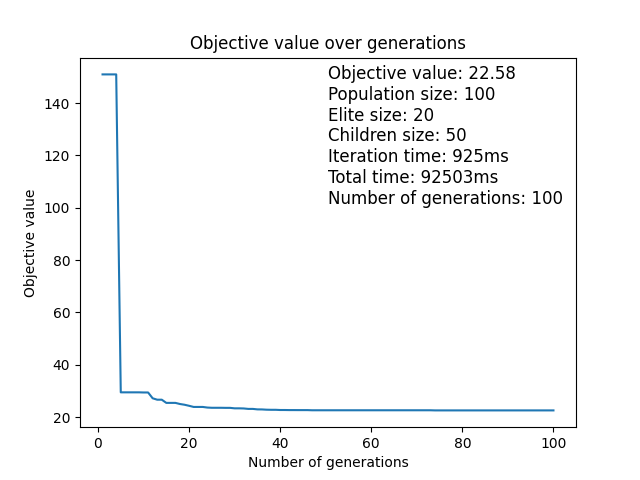 Objective value over generations
Objective value: 22.58
Population size: 100
Elite size: 20
Children size: 50
Iteration time: 925ms
Total time: 92503ms
Number of generations: 100
Objective value
140
120
100
80
60
40
20
0
20
40
60
80
100
Number of generations